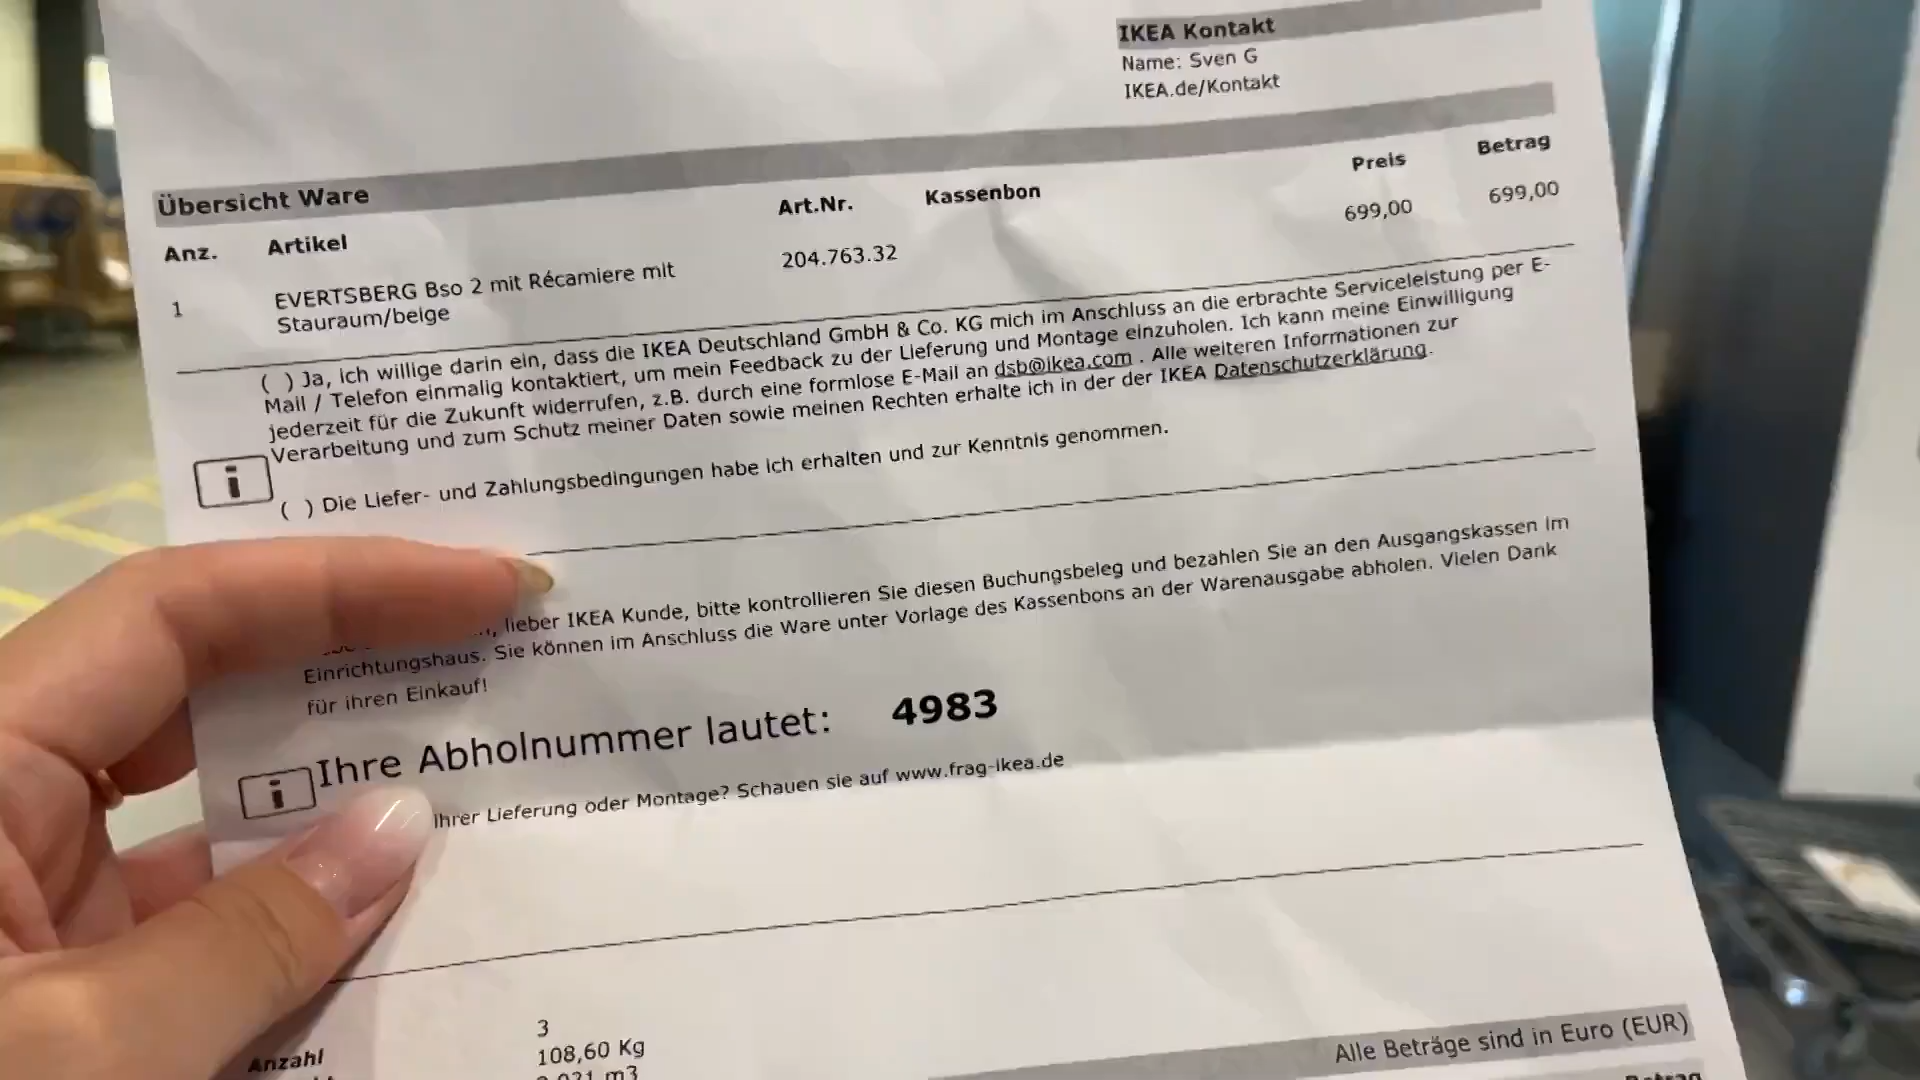 IKEA Kontakt
Name: Sven G
IKEA.de/Kontakt
Übersicht Ware
Anz. Artikel Art.Nr. Kassenbon Preis Betrag
1 EVERTSBERG Bso 2 mit Récamiere mit 204.763.32 699,00 699,00
Stauraum/beige
( ) Ja, ich willige darin ein, dass die IKEA Deutschland GmbH & Co. KG mich im Anschluss an die erbrachte Serviceleistung per E-
Mail / Telefon einmalig kontaktiert, um mein Feedback zu der Lieferung und Montage einzuholen. Ich kann meine Einwilligung
jederzeit für die Zukunft widerrufen, z.B. durch eine formlose E-Mail an dsb@ikea.com . Alle weiteren Informationen zur
Verarbeitung und zum Schutz meiner Daten sowie meinen Rechten erhalte ich in der der IKEA Datenschutzerklärung.
( ) Die Liefer- und Zahlungsbedingungen habe ich erhalten und zur Kenntnis genommen.
lieber IKEA Kunde, bitte kontrollieren Sie diesen Buchungsbeleg und bezahlen Sie an den Ausgangskassen im
Einrichtungshaus. Sie können im Anschluss die Ware unter Vorlage des Kassenbons an der Warenausgabe abholen. Vielen Dank
für ihren Einkauf!
Ihre Abholnummer lautet: 4983
Ihrer Lieferung oder Montage? Schauen sie auf www.frag-ikea.de
Anzahl 3
108,60 Kg
m3
Alle Beträge sind in Euro (EUR)
Betrag